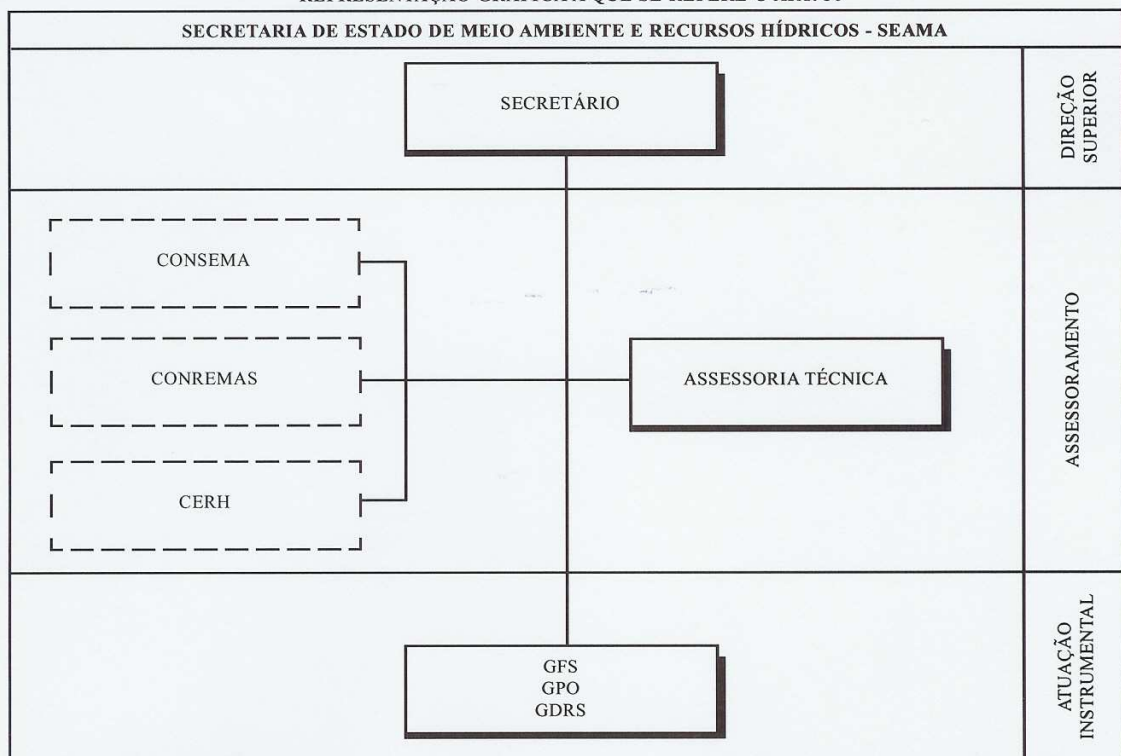 SECRETARIA DE ESTADO DE MEIO AMBIENTE E RECURSOS HÍDRICOS - SEAMA
SECRETÁRIO
DIREÇÃO
SUPERIOR
CONSEMA
CONREMAS
CERH
ASSESSORIA TÉCNICA
ASSESSORAMENTO
GFS
GPO
GDRS
ATUAÇÃO
INSTRUMENTAL